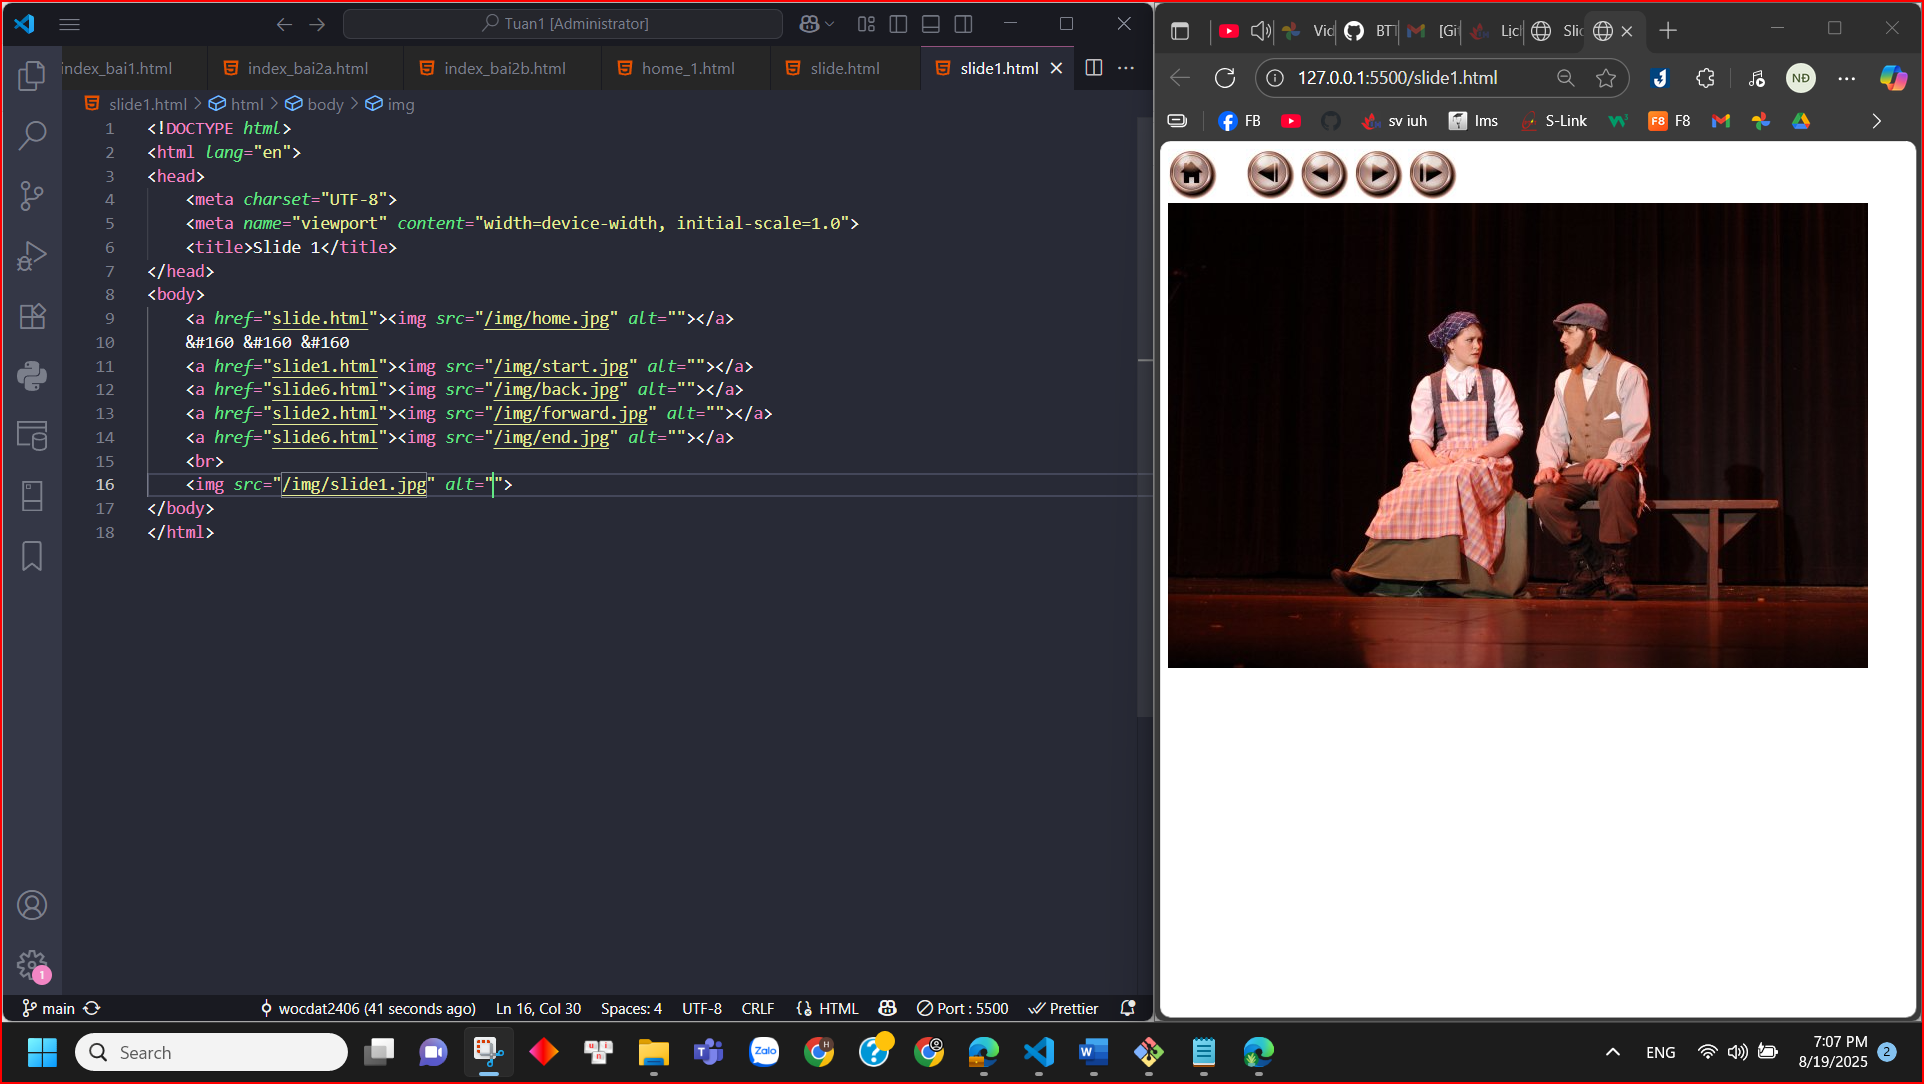 Tuan1 [Administrator]
index_bai1.html
index_bai2a.html
index_bai2b.html
home_1.html
slide.html
slide1.html
slide1.html > html > body > img
1 <!DOCTYPE html>
2 <html lang="en">
3 <head>
4 <meta charset="UTF-8">
5 <meta name="viewport" content="width=device-width, initial-scale=1.0">
6 <title>Slide 1</title>
7 </head>
8 <body>
9 <a href="slide.html"><img src="/img/home.jpg" alt=""></a>
10 &#160 &#160 &#160
11 <a href="slide1.html"><img src="/img/start.jpg" alt=""></a>
12 <a href="slide6.html"><img src="/img/back.jpg" alt=""></a>
13 <a href="slide2.html"><img src="/img/forward.jpg" alt=""></a>
14 <a href="slide6.html"><img src="/img/end.jpg" alt=""></a>
15 <br>
16 <img src="/img/slide1.jpg" alt="">
17 </body>
18 </html>
1
main
wocdat2406 (41 seconds ago)
Ln 16, Col 30
Spaces: 4
UTF-8
CRLF
HTML
Port : 5500
Prettier
Vid
BT
[Gi
Lịc
Slic
127.0.0.1:5500/slide1.html
NĐ
FB
sv iuh
lms
S-Link
F8 F8
Search
Zalo
ENG
7:07 PM
8/19/2025
2